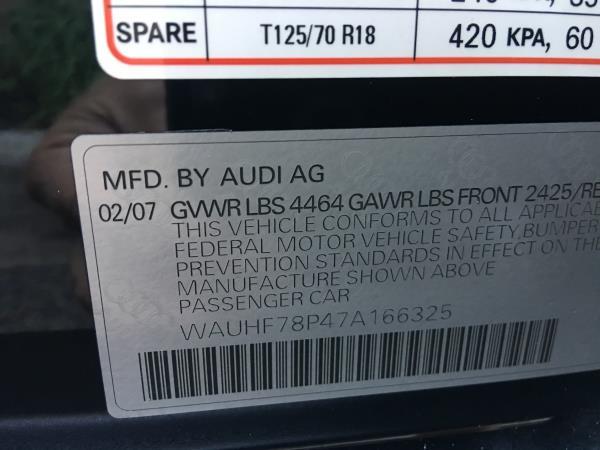 SPARE T125/70 R18 420 KPA, 60
MFD. BY AUDI AG
02/07 GVWR LBS 4464 GAWR LBS FRONT 2425/RE
THIS VEHICLE CONFORMS TO ALL APPLICABLE
FEDERAL MOTOR VEHICLE SAFETY,BUMPER
PREVENTION STANDARDS IN EFFECT ON THE
MANUFACTURE SHOWN ABOVE
PASSENGER CAR
WAUHF78P47A166325